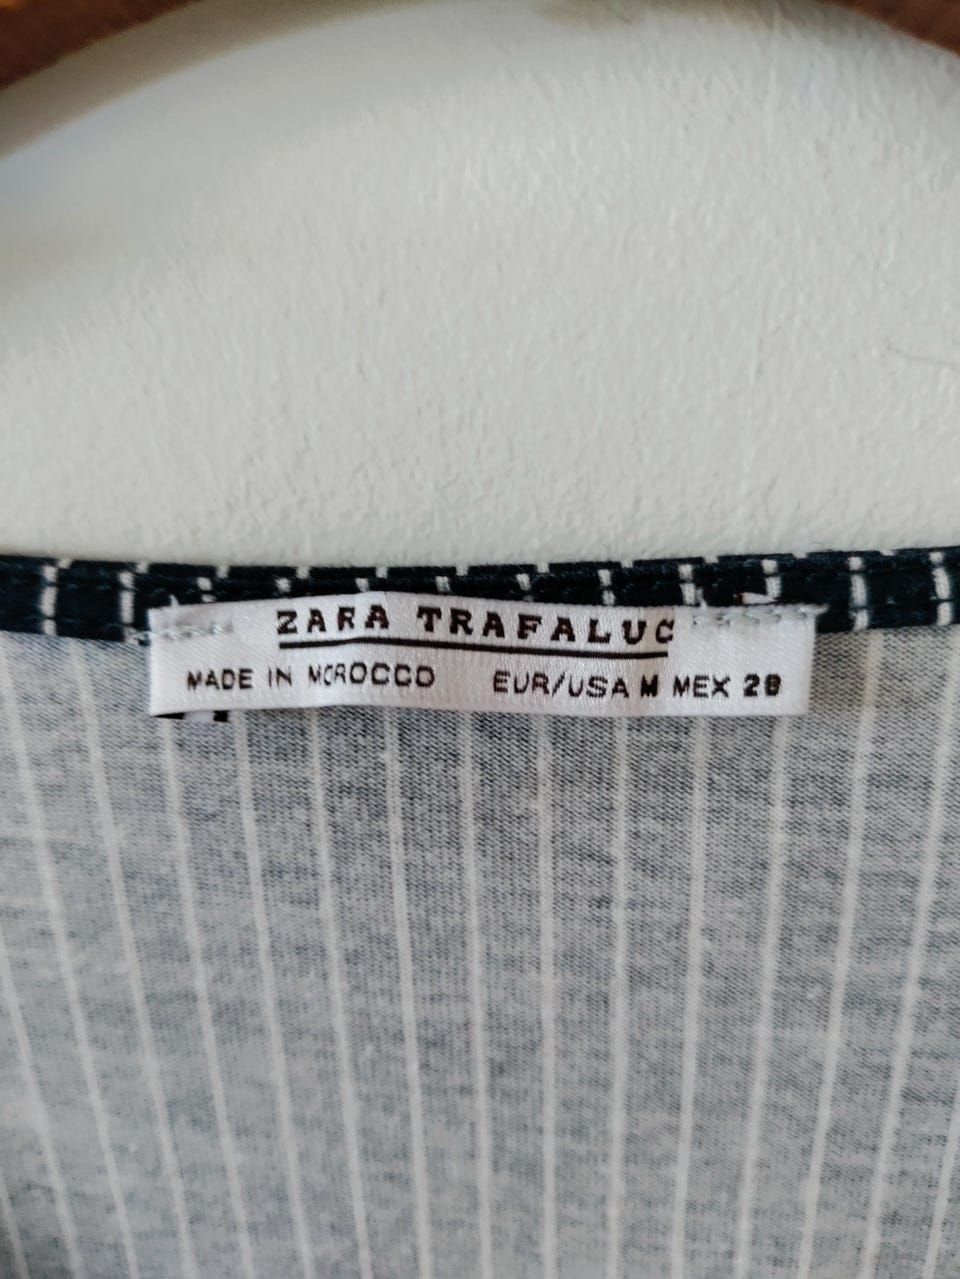 ZARA TRAFALUC
MADE IN MOROCCO EUR/USA M MEX 28